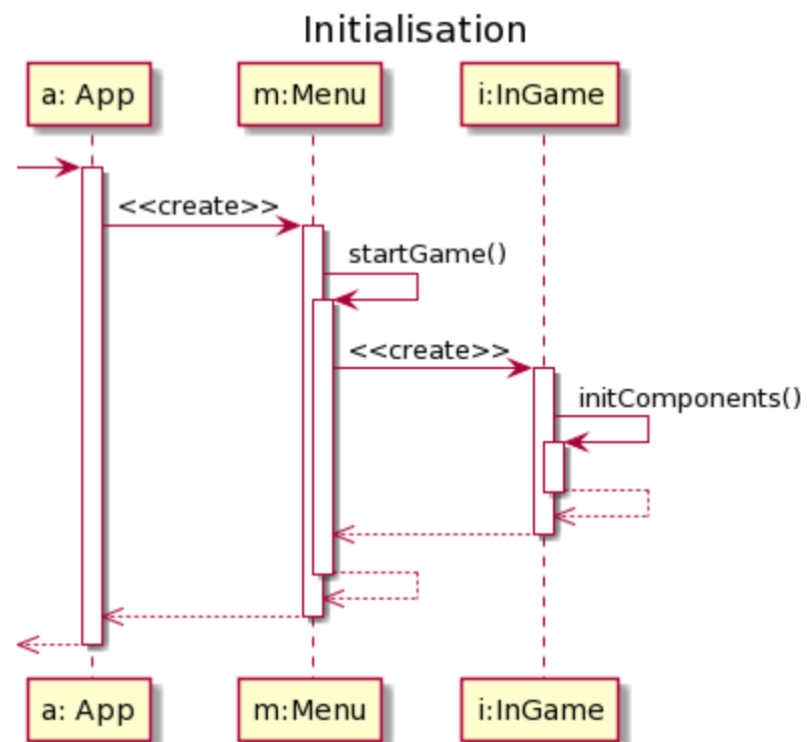 Initialisation
a: App
m:Menu
i:InGame
<<create>>
startGame()
<<create>>
initComponents()
a: App
m:Menu
i:InGame